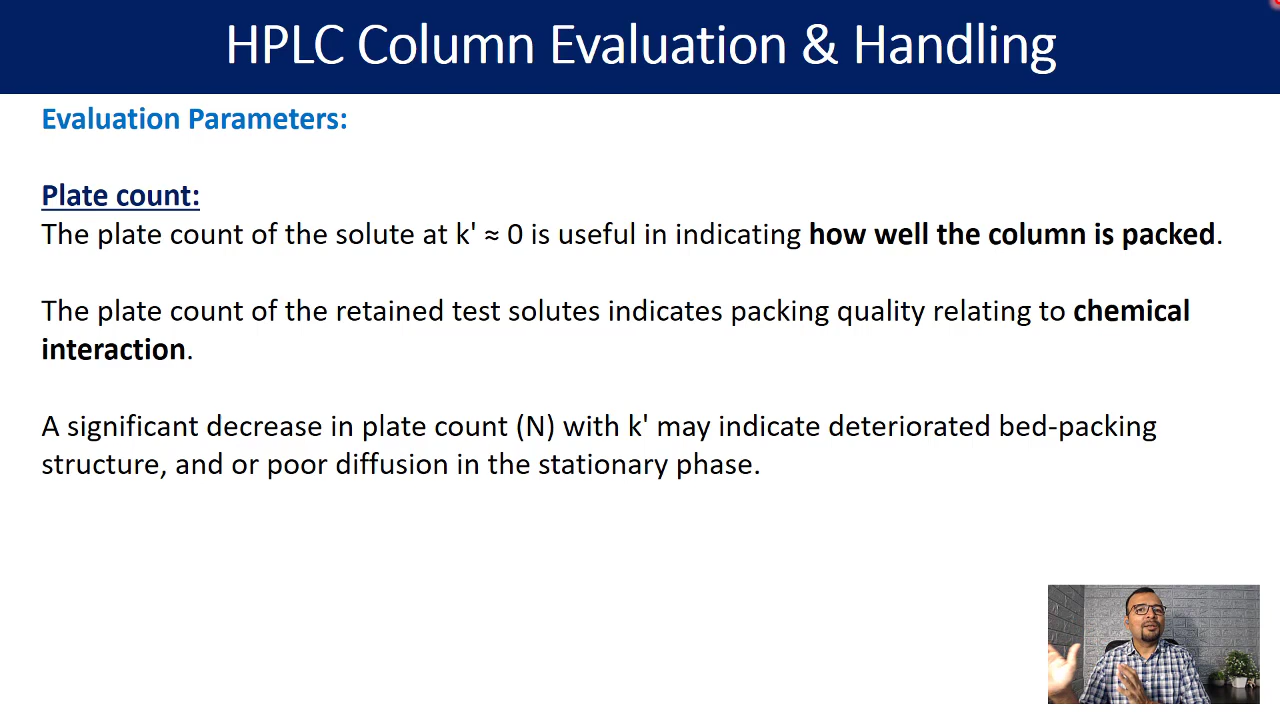 HPLC Column Evaluation & Handling
Evaluation Parameters:
Plate count:
The plate count of the solute at k' ≈ 0 is useful in indicating how well the column is packed.
The plate count of the retained test solutes indicates packing quality relating to chemical
interaction.
A significant decrease in plate count (N) with k' may indicate deteriorated bed-packing
structure, and or poor diffusion in the stationary phase.